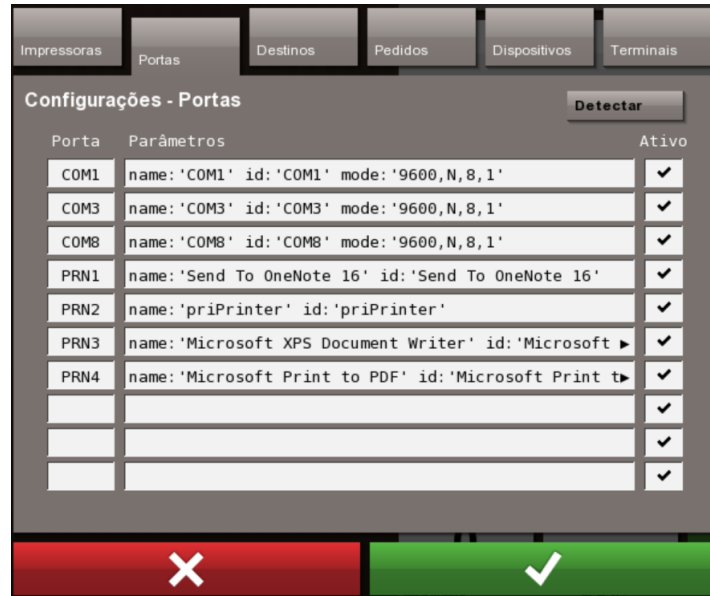 Impressoras Portas Destinos Pedidos Dispositivos Terminais
Configurações - Portas Detectar
Porta Parâmetros Ativo
COM1 name:'COM1' id:'COM1' mode:'9600,N,8,1'
COM3 name:'COM3' id:'COM3' mode:'9600,N,8,1'
COM8 name:'COM8' id:'COM8' mode:'9600,N,8,1'
PRN1 name:'Send To OneNote 16' id:'Send To OneNote 16'
PRN2 name:'priPrinter' id:'priPrinter'
PRN3 name:'Microsoft XPS Document Writer' id:'Microsoft
PRN4 name:'Microsoft Print to PDF' id:'Microsoft Print t